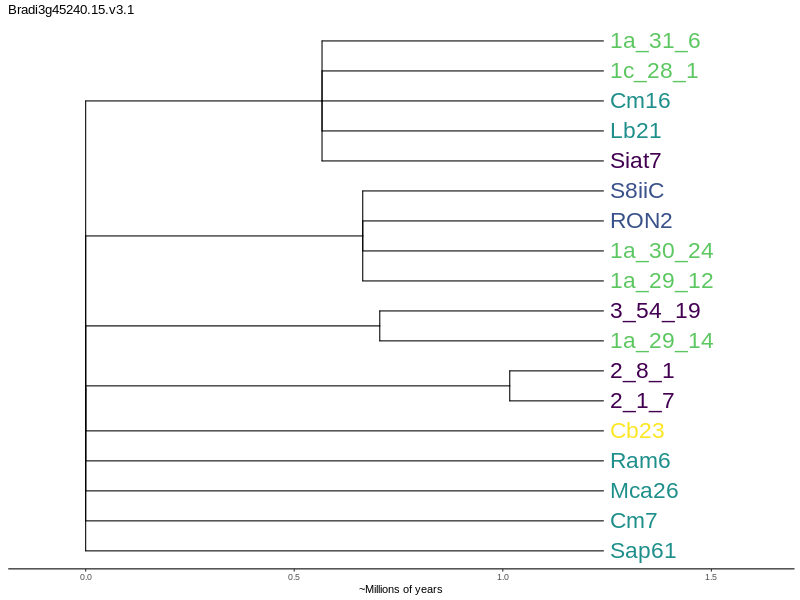 Bradi3g45240.15.v3.1
1a_31_6
1c_28_1
Cm16
Lb21
Siat7
S8iiC
RON2
1a_30_24
1a_29_12
3_54_19
1a_29_14
2_8_1
2_1_7
Cb23
Ram6
Mca26
Cm7
Sap61
0.0 0.5 1.0 1.5
~Millions of years